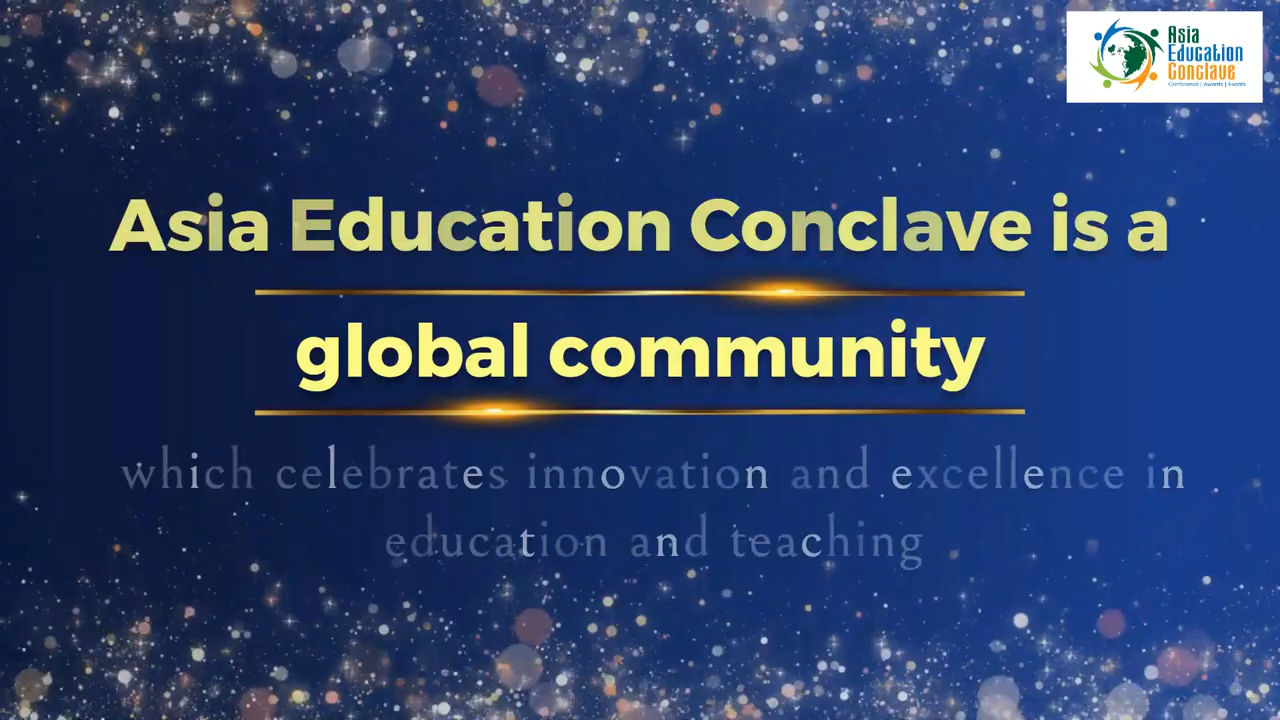 Asia
Education
Conclave
Conference | Awards | Events
Asia Education Conclave is a
global community
which celebrates innovation and excellence in
education and teaching